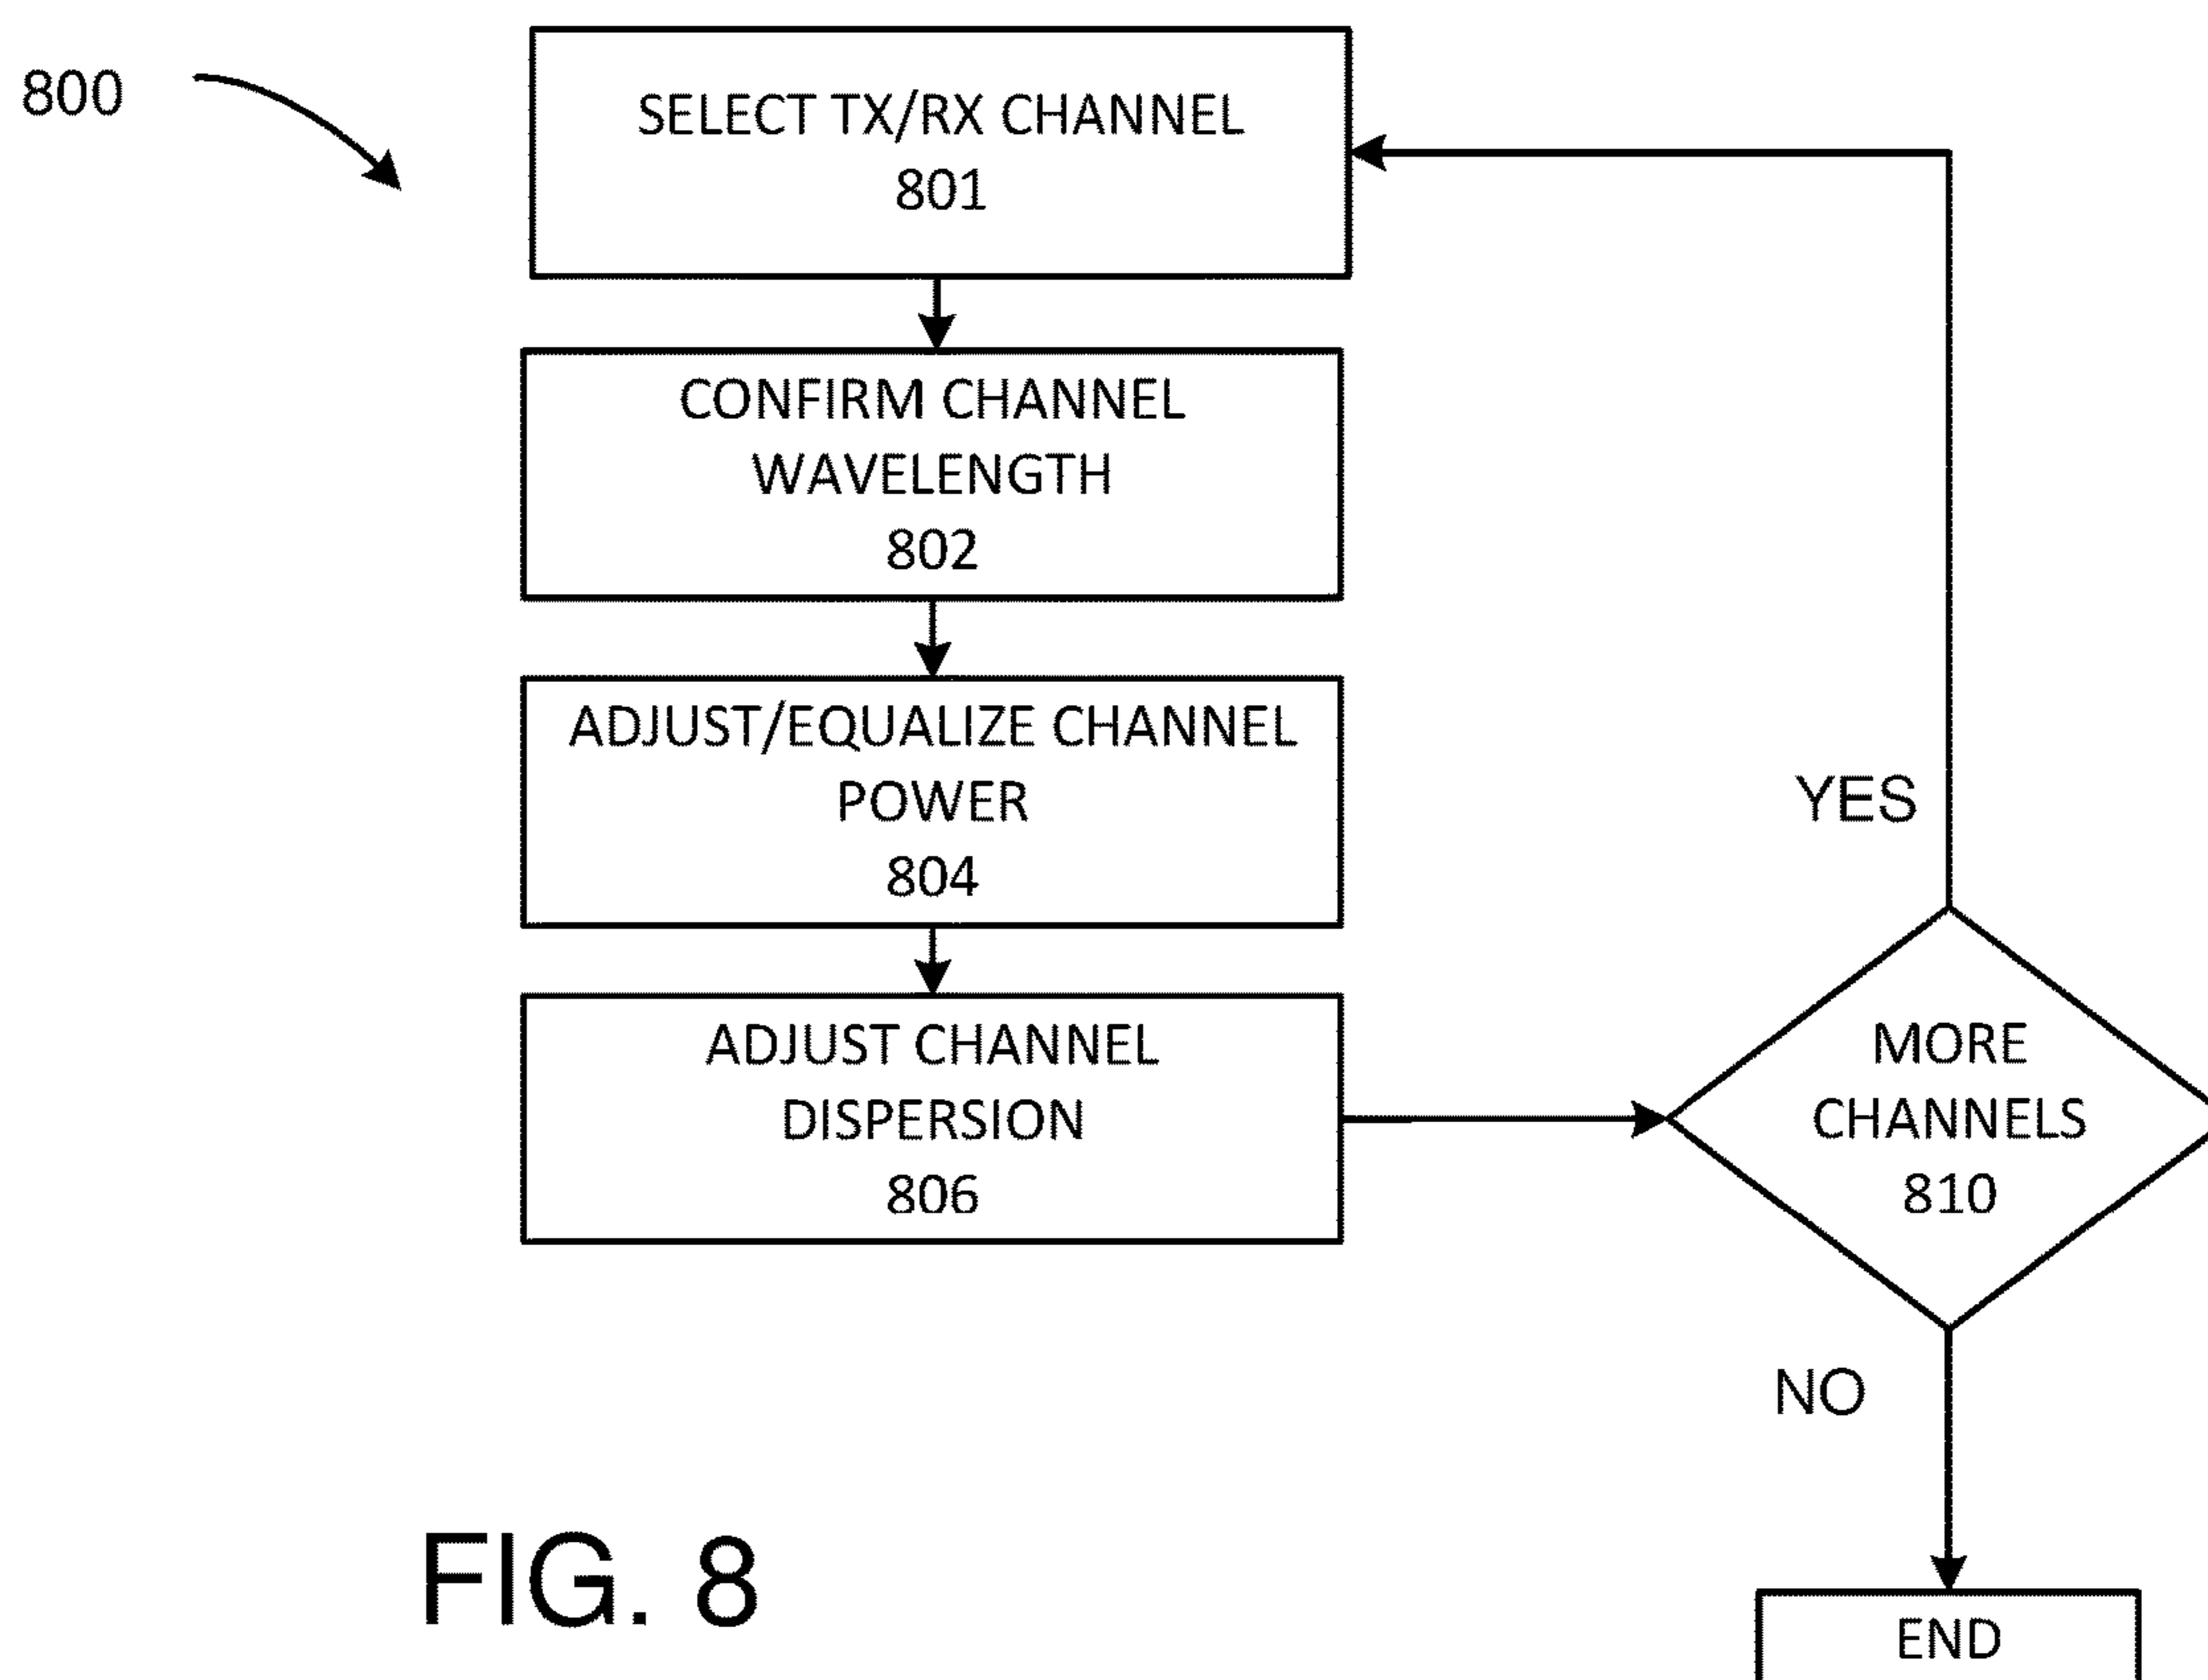 800
SELECT TX/RX CHANNEL
801
CONFIRM CHANNEL
WAVELENGTH
802
ADJUST/EQUALIZE CHANNEL
POWER
804
ADJUST CHANNEL
DISPERSION
806
YES
MORE
CHANNELS
810
NO
END
FIG. 8